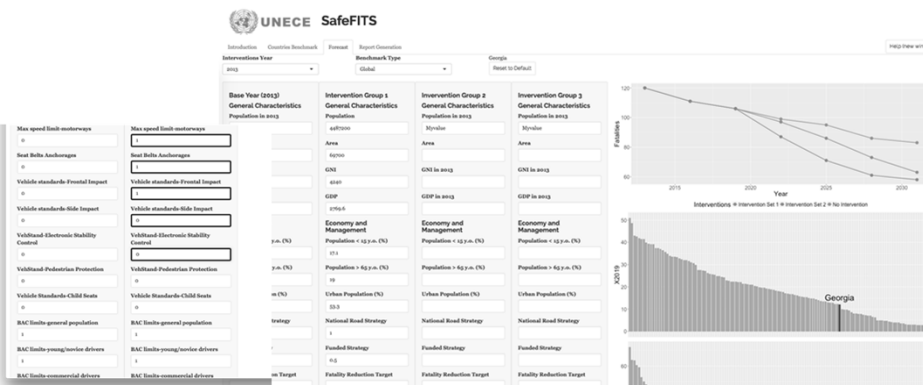 UNECE SafeFITS
Introduction Countries Benchmark Forecast Report Generation
Interventions Year
2013
Benchmark Type
Global
Georgia
Reset to Default
Base Year (2013)
General Characteristics
Population in 2013
Intervention Group 1
General Characteristics
Population
4487200
Area
69700
GNI
4240
GDP
2769.6
Economy and
Management
Population < 15 y.o. (%)
17.1
Population > 65 y.o. (%)
19
Urban Population (%)
53.3
National Road Strategy
1
Funded Strategy
0.5
Fatality Reduction Target
Intervention Group 2
General Characteristics
Population in 2013
Myvalue
Area
GNI in 2013
GDP in 2013
Economy and
Management
Population < 15 y.o. (%)
Population > 65 y.o. (%)
Urban Population (%)
National Road Strategy
Funded Strategy
Fatality Reduction Target
Intervention Group 3
General Characteristics
Population in 2013
Myvalue
Area
GNI in 2013
GDP in 2013
Economy and
Management
Population < 15 y.o. (%)
Population > 65 y.o. (%)
Urban Population (%)
National Road Strategy
Funded Strategy
Fatality Reduction Target
y.o. (%)
y.o. (%)
on (%)
trategy
y
on Target
Max speed limit-motorways
0
Seat Belts Anchorages
0
Vehicle standards-Frontal Impact
0
Vehicle standards-Side Impact
0
VehStand-Electronic Stability
Control
0
VehStand-Pedestrian Protection
0
Vehicle Standards-Child Seats
0
BAC limits-general population
1
BAC limits-young/novice drivers
1
BAC limits-commercial drivers
Max speed limit-motorways
1
Seat Belts Anchorages
1
Vehicle standards-Frontal Impact
1
Vehicle standards-Side Impact
0
VehStand-Electronic Stability
Control
0
VehStand-Pedestrian Protection
0
Vehicle Standards-Child Seats
0
BAC limits-general population
1
BAC limits-young/novice drivers
1
BAC limits-commercial drivers
Fatalities
120
100
80
60
2015 2020 2025 2030
Year
Interventions Intervention Set 1 Intervention Set 2 No Intervention
X2019
50
40
30
20
10
0
Georgia
60